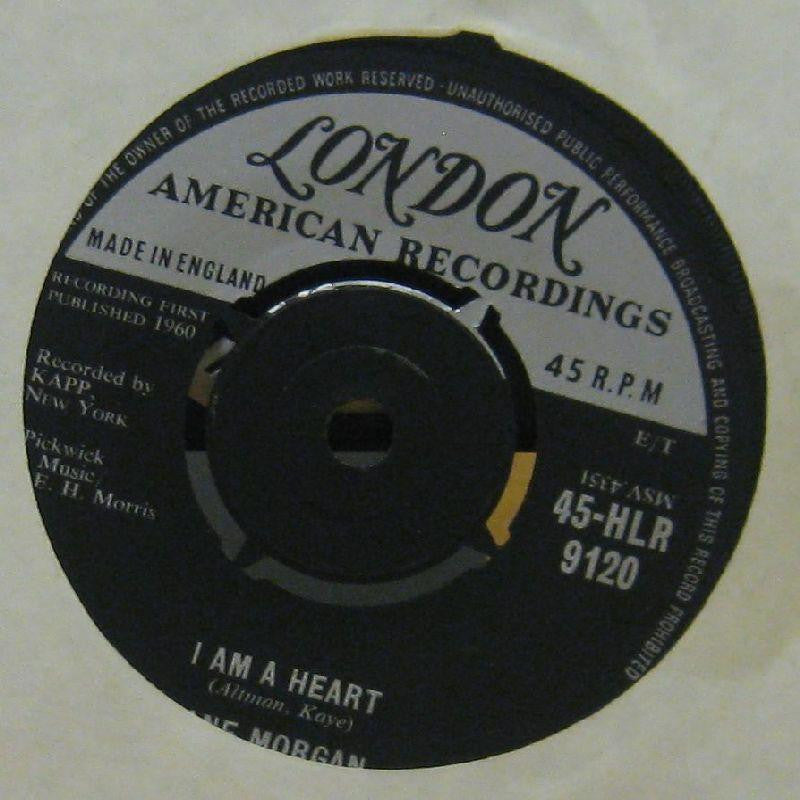 OF THE OWNER OF THE RECORDED WORK RESERVED · UNAUTHORISED PUBLIC PERFORMANCE BROADCASTING AND COPYING OF THIS RECORD PROHIBITED
LONDON
AMERICAN RECORDINGS
MADE IN ENGLAND
45 R.P.M
RECORDING FIRST
PUBLISHED 1960
E/T
Recorded by
KAPP,
NEW YORK
MSV 4351
45-HLR
9120
Pickwick
Music,
E. H. Morris
I AM A HEART
(Altman, Kaye)
MORGAN